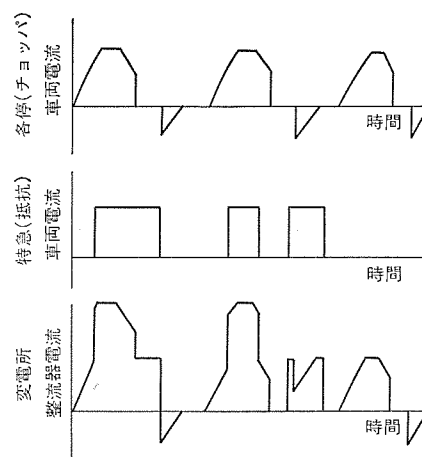 各停(チョッパ)
車両電流
時間
特急(抵抗)
車両電流
時間
変電所
整流器電流
時間